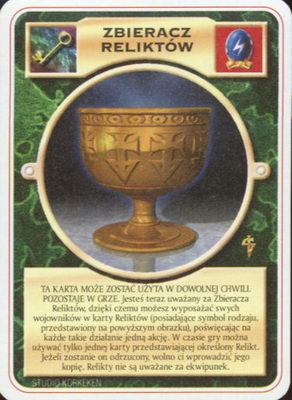 ZBIERACZ
RELIKTÓW
TA KARTA MOŻE ZOSTAĆ UŻYTA W DOWOLNEJ CHWILI.
POZOSTAJE W GRZE. Jesteś teraz uważany za Zbieracza
Reliktów, dzięki czemu możesz wyposażać swych
wojowników w karty Reliktów (posiadające symbol rodzaju,
przedstawiony na powyższym obrazku), poświęcając na
każde takie działanie jedną akcję. W czasie gry można
używać tylko jednej karty przedstawiającej określony Relikt.
Jeżeli zostanie on odrzucony, wolno ci wprowadzić jego
kopię. Relikty nie są uważane za ekwipunek.
STUDIO KORKEKEN